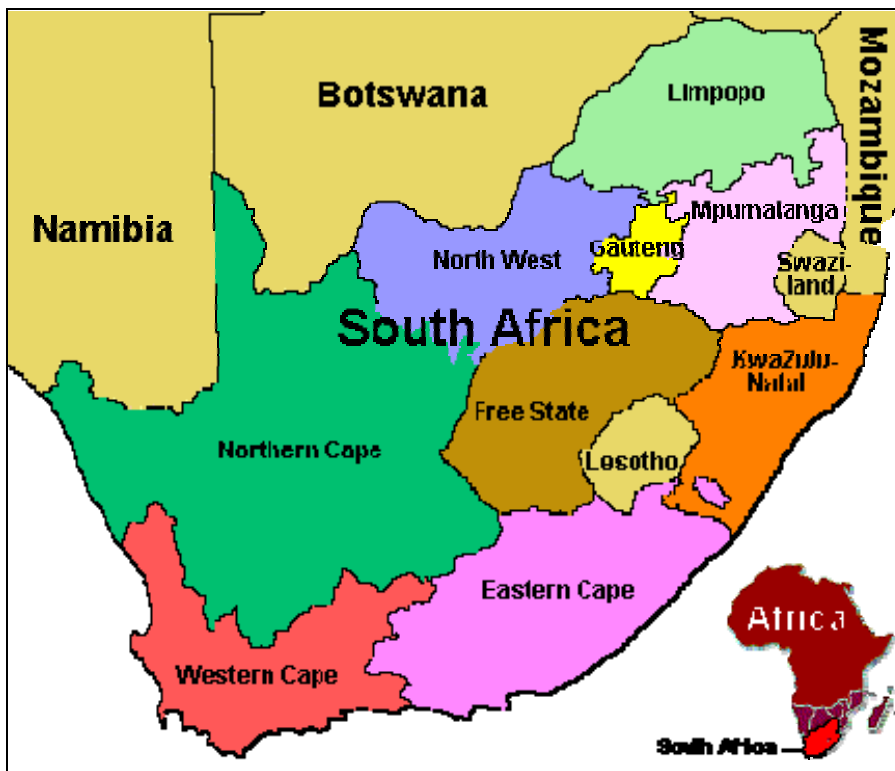 Botswana
Limpopo
Mozambique
Namibia
Mpumalanga
North West
Gauteng
Swazi-
land
South Africa
KwaZulu-
Natal
Free State
Northern Cape
Lesotho
Eastern Cape
Western Cape
Africa
South Africa